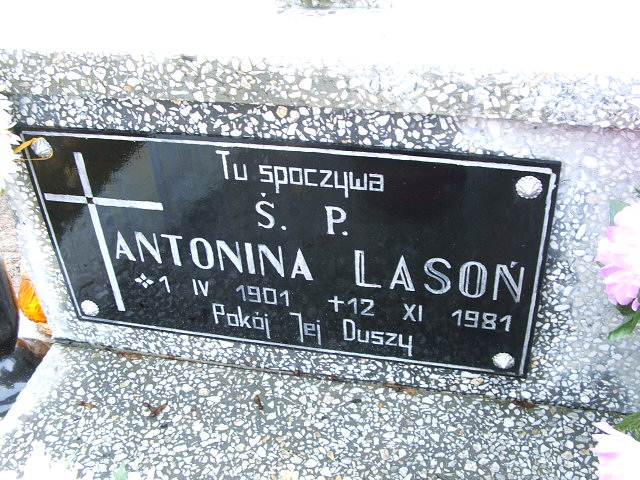 Tu spoczywa
Ś. P.
ANTONINA LASOŃ
* 1 IV 1901 + 12 XI 1981
Pokój Jej Duszy